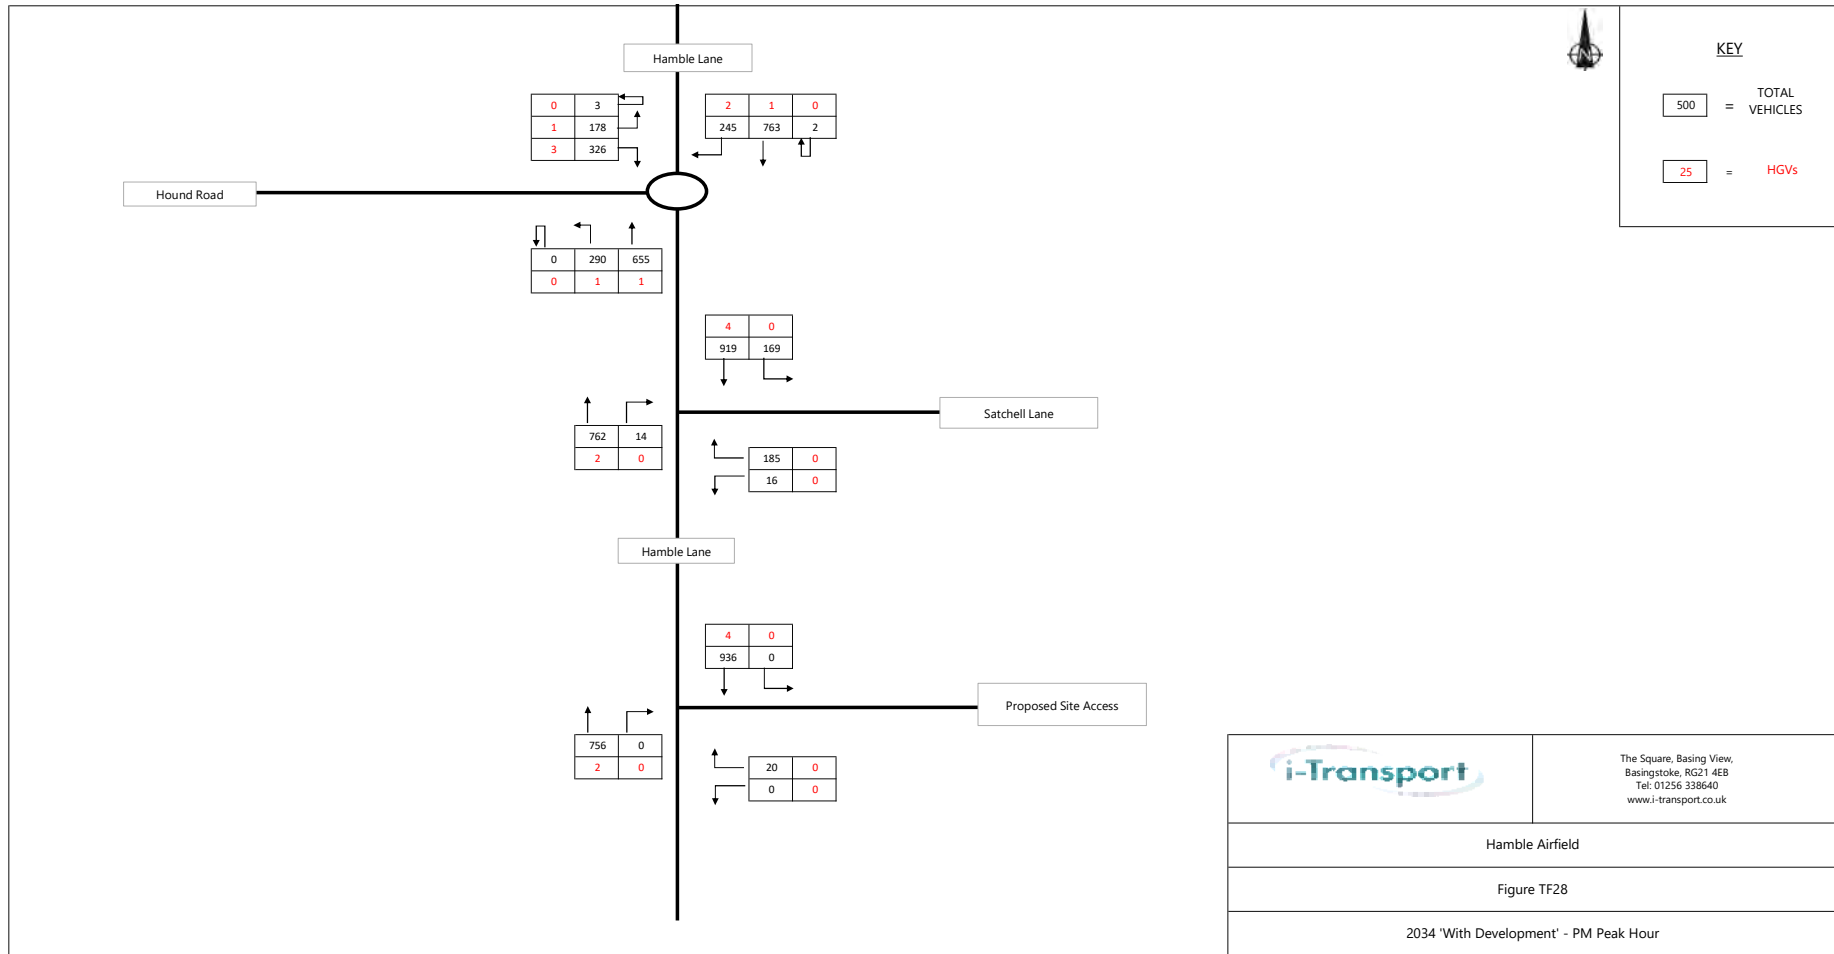 Hamble Lane
KEY
500 = TOTAL VEHICLES
25 = HGVs
0 3
1 178
3 326
2 1 0
245 763 2
Hound Road
0 290 655
0 1 1
4 0
919 169
Satchell Lane
762 14
2 0
185 0
16 0
Hamble Lane
4 0
936 0
Proposed Site Access
756 0
2 0
20 0
0 0
i-Transport
The Square, Basing View,
Basingstoke, RG21 4EB
Tel: 01256 338640
www.i-transport.co.uk
Hamble Airfield
Figure TF28
2034 'With Development' - PM Peak Hour